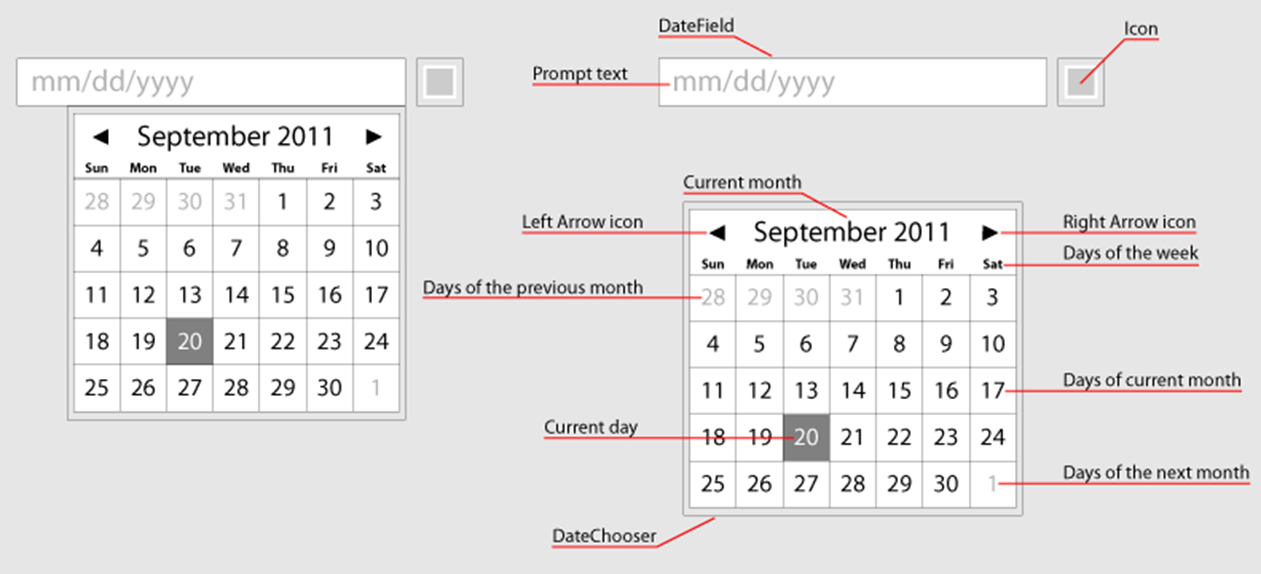 mm/dd/yyyy
September 2011
Sun Mon Tue Wed Thu Fri Sat
28 29 30 31 1 2 3
4 5 6 7 8 9 10
11 12 13 14 15 16 17
18 19 20 21 22 23 24
25 26 27 28 29 30 1
DateField
Icon
Prompt text
mm/dd/yyyy
Current month
Left Arrow icon
September 2011
Right Arrow icon
Days of the week
Sun Mon Tue Wed Thu Fri Sat
Days of the previous month
28 29 30 31 1 2 3
4 5 6 7 8 9 10
11 12 13 14 15 16 17
Days of current month
Current day
18 19 20 21 22 23 24
25 26 27 28 29 30 1
Days of the next month
DateChooser